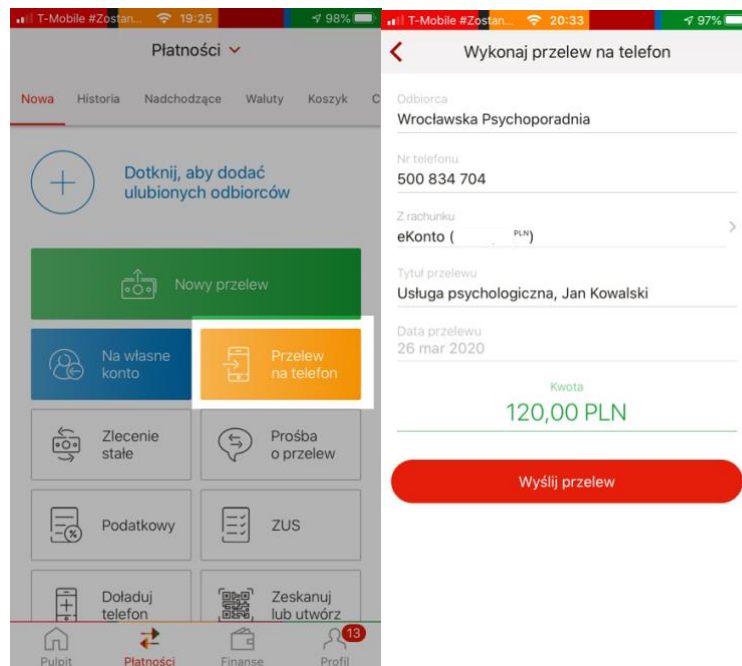 T-Mobile #Zostan... 19:25 98%
Płatności
Nowa Historia Nadchodzące Waluty Koszyk C
Dotknij, aby dodać
ulubionych odbiorców
Nowy przelew
Na własne
konto
Przelew
na telefon
Zlecenie
stałe
Prośba
o przelew
Podatkowy
ZUS
Doładuj
telefon
Zeskanuj
lub utwórz
13
Pulpit Płatności Finanse Profil
T-Mobile #Zostan... 20:33 97%
Wykonaj przelew na telefon
Odbiorca
Wrocławska Psychoporadnia
Nr telefonu
500 834 704
Z rachunku
eKonto ( PLN)
Tytuł przelewu
Usługa psychologiczna, Jan Kowalski
Data przelewu
26 mar 2020
Kwota
120,00 PLN
Wyślij przelew